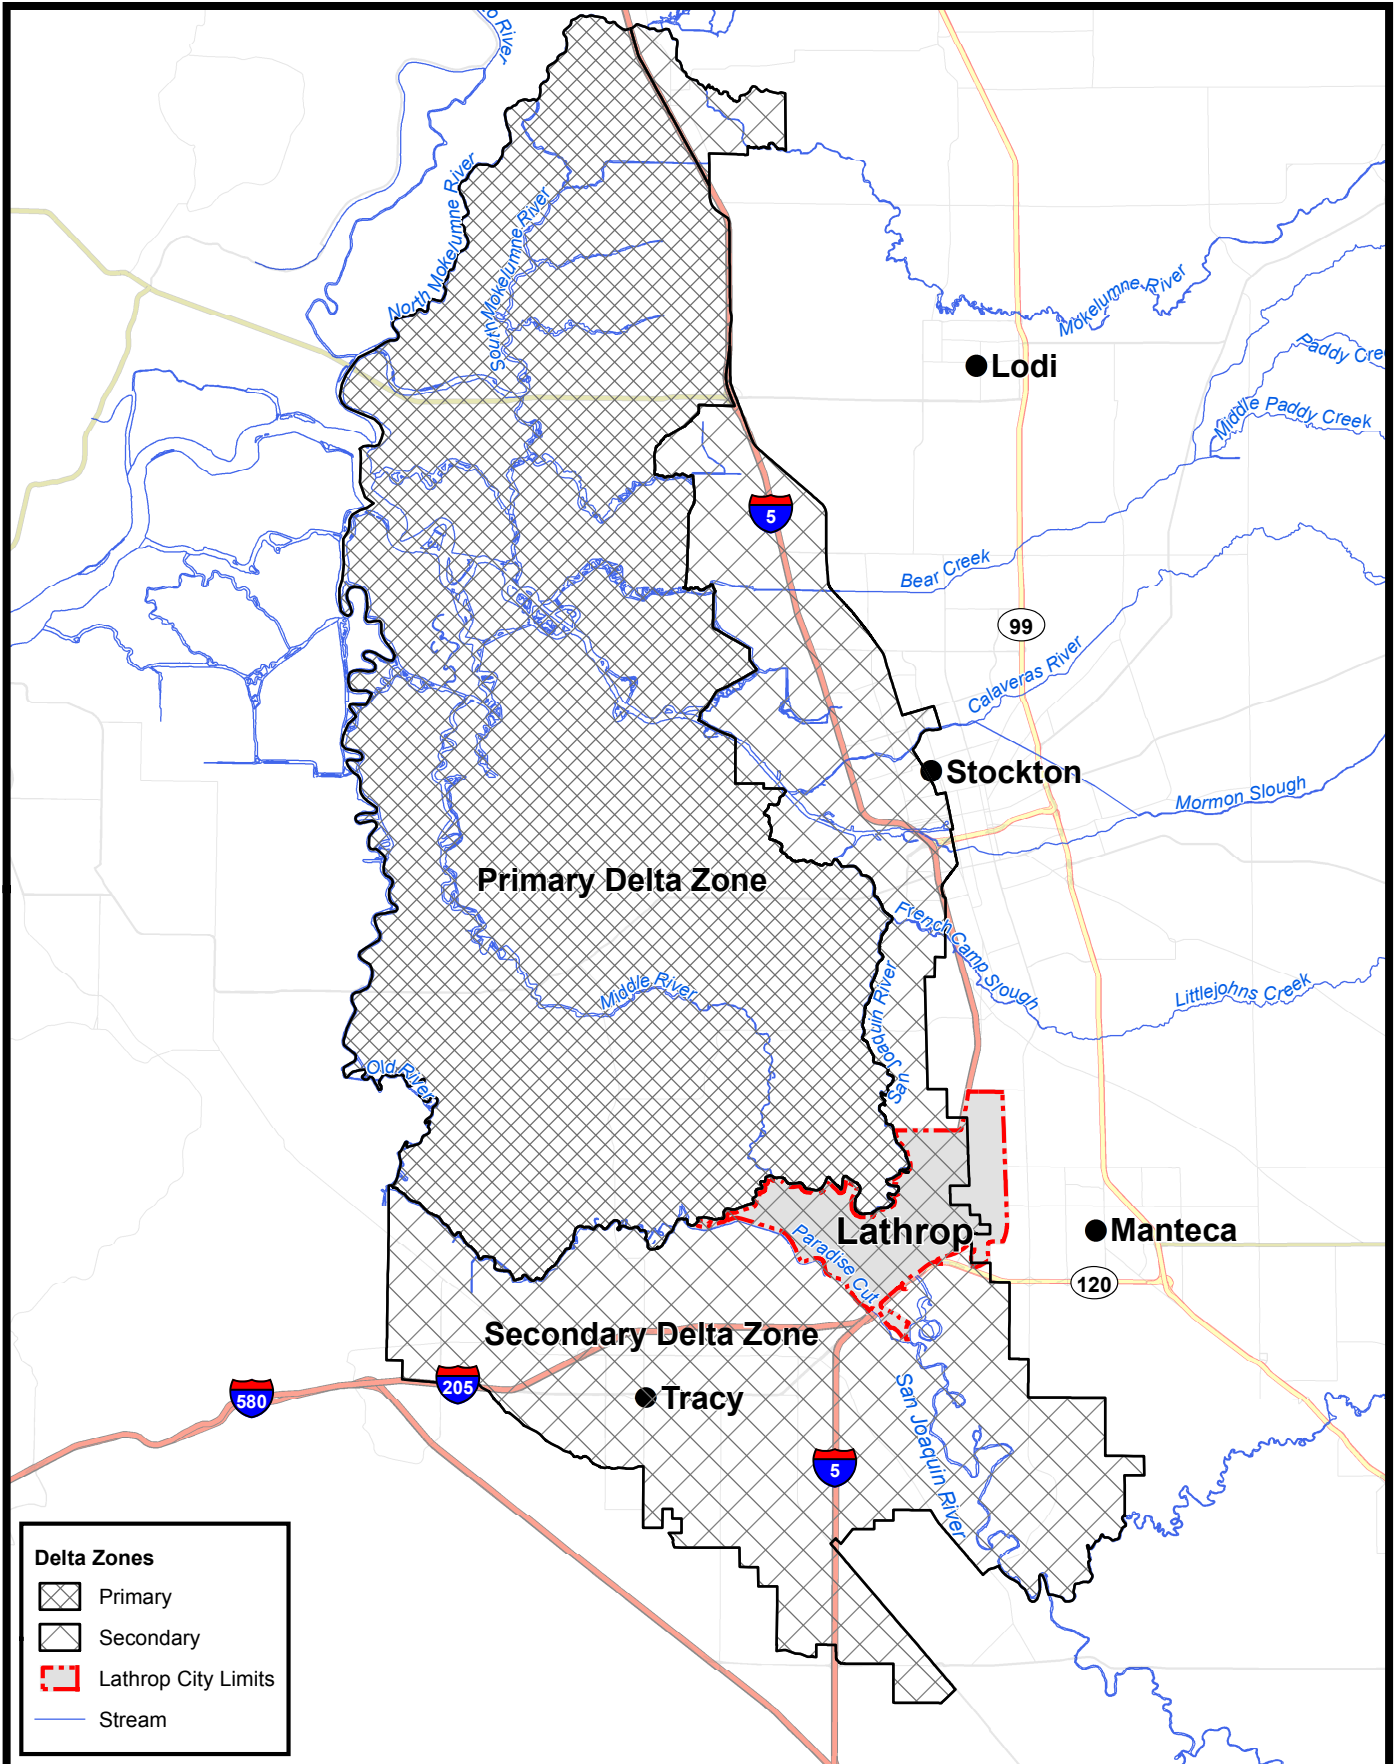 to River
North Mokelumne River
South Mokelumne River
Mokelumne River
Lodi
Paddy Cre
Middle Paddy Creek
5
Bear Creek
99
Calaveras River
Stockton
Mormon Slough
Primary Delta Zone
French Camp Slough
Middle River
San Joaquin River
Littlejohns Creek
Old River
Lathrop
Manteca
Paradise Cut
120
Secondary Delta Zone
205
580
Tracy
San Joaquin River
5
Delta Zones
Primary
Secondary
Lathrop City Limits
Stream